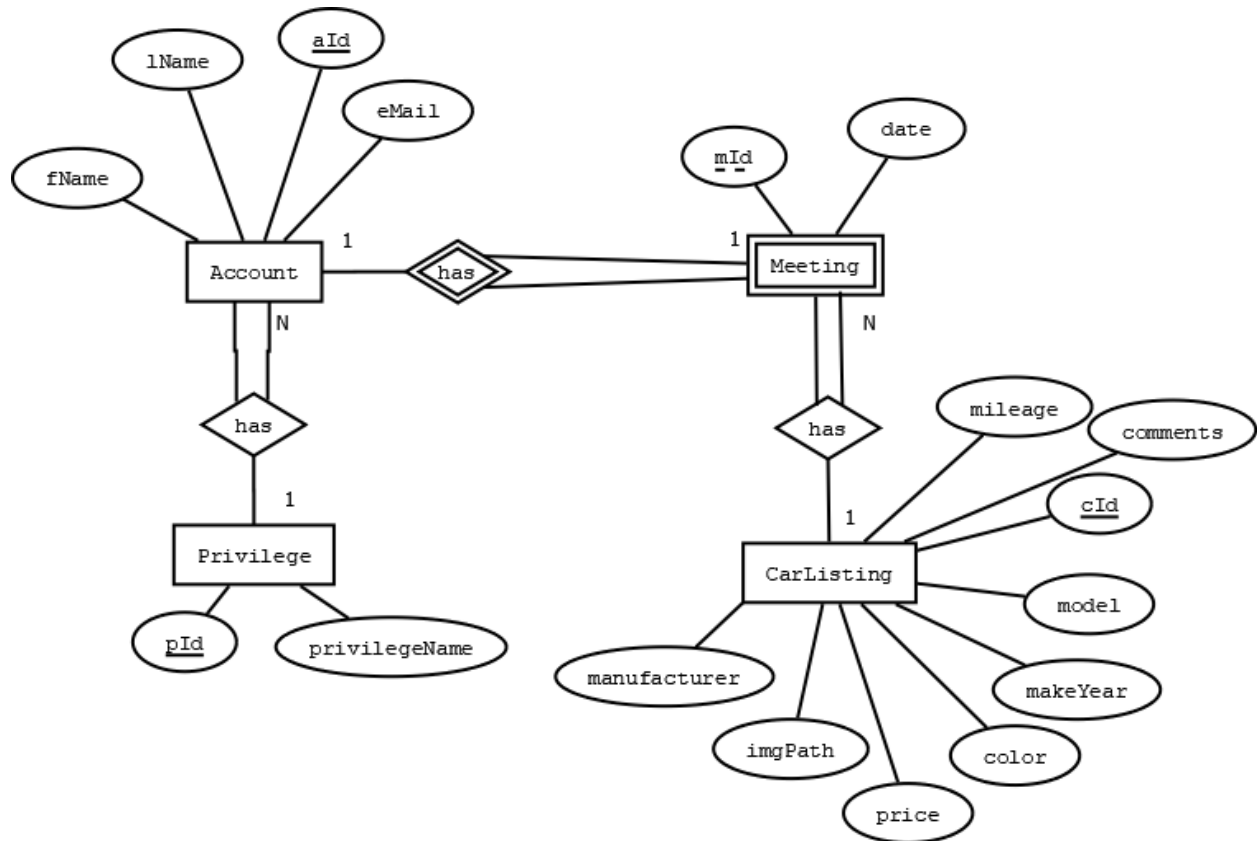 aId
lName
eMail
fName
mId
date
1
1
Account
has
Meeting
N
N
has
has
mileage
comments
1
1
cId
Privilege
CarListing
model
pId
privilegeName
manufacturer
makeYear
imgPath
color
price